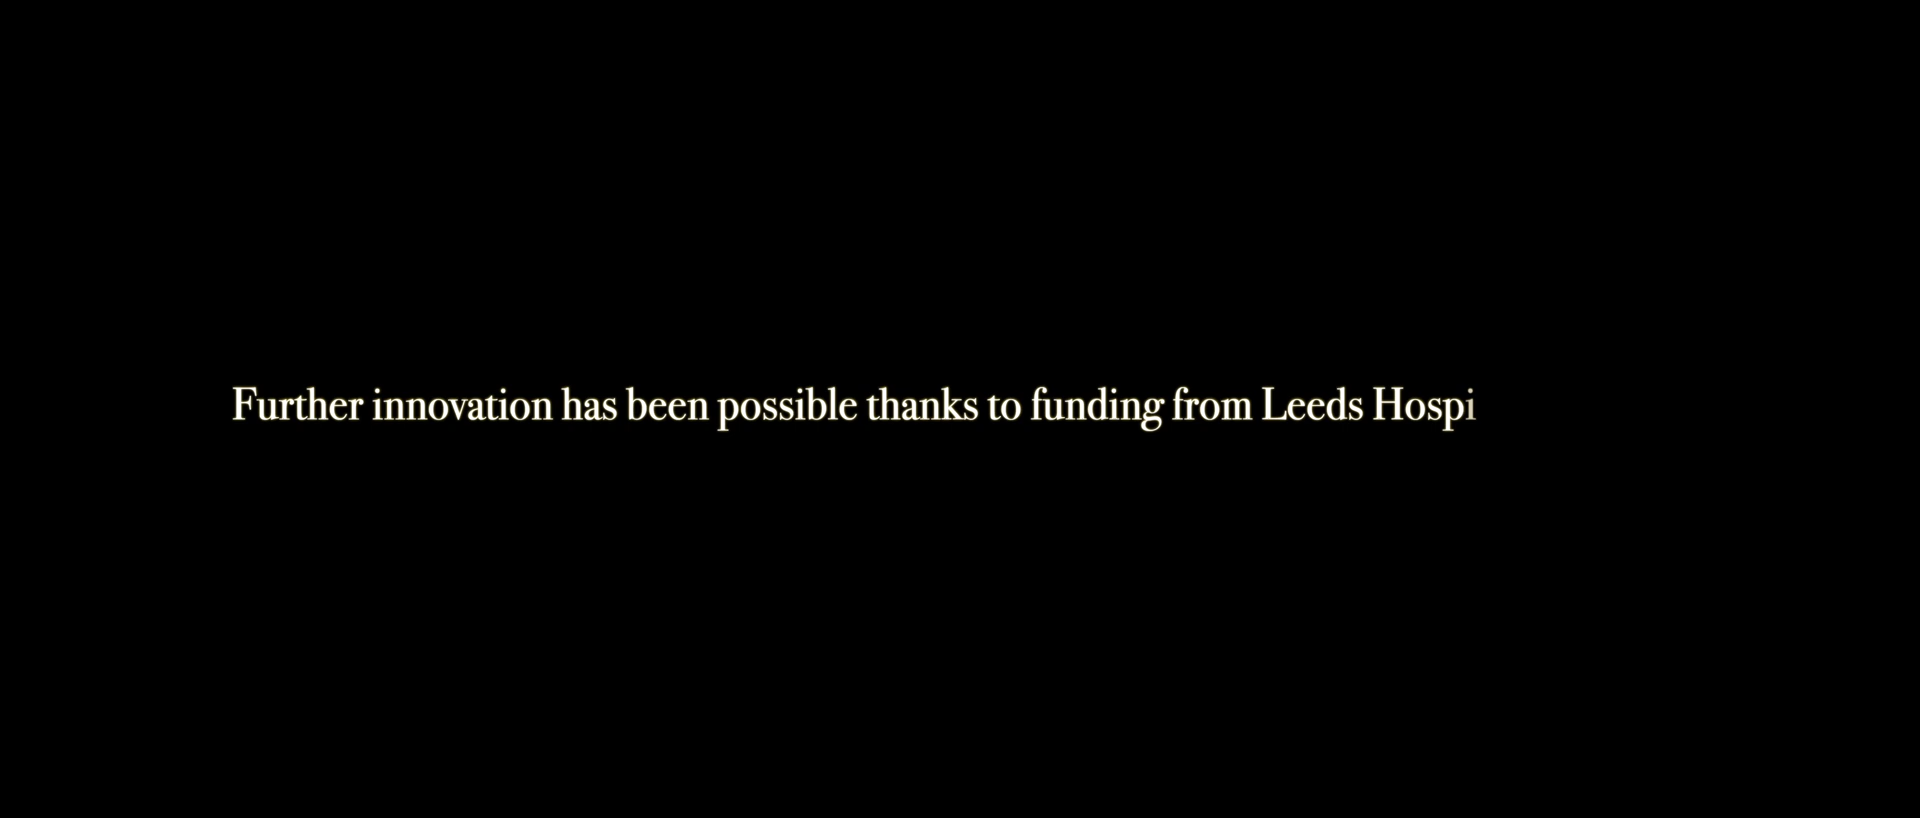 Further innovation has been possible thanks to funding from Leeds Hospi